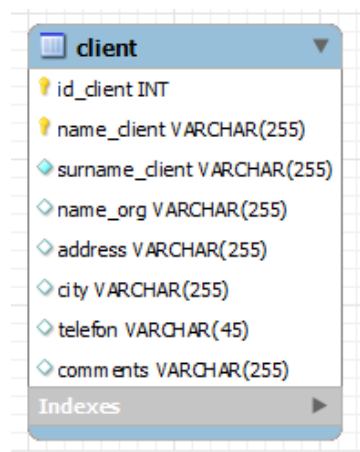 client
id_client INT
name_client VARCHAR(255)
surname_client VARCHAR(255)
name_org VARCHAR(255)
address VARCHAR(255)
city VARCHAR(255)
telefon VARCHAR(45)
comments VARCHAR(255)
Indexes